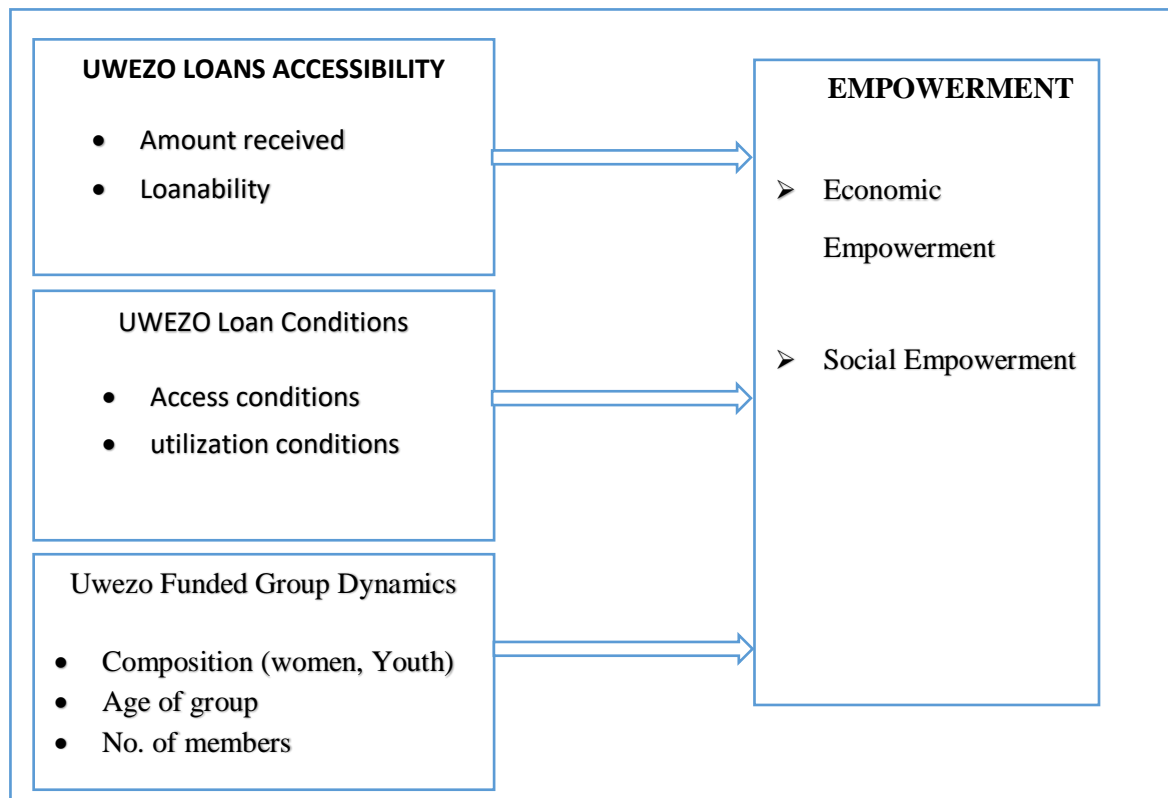 UWEZO LOANS ACCESSIBILITY
• Amount received
• Loanability
UWEZO Loan Conditions
• Access conditions
• utilization conditions
Uwezo Funded Group Dynamics
• Composition (women, Youth)
• Age of group
• No. of members
EMPOWERMENT
➢ Economic
Empowerment
➢ Social Empowerment